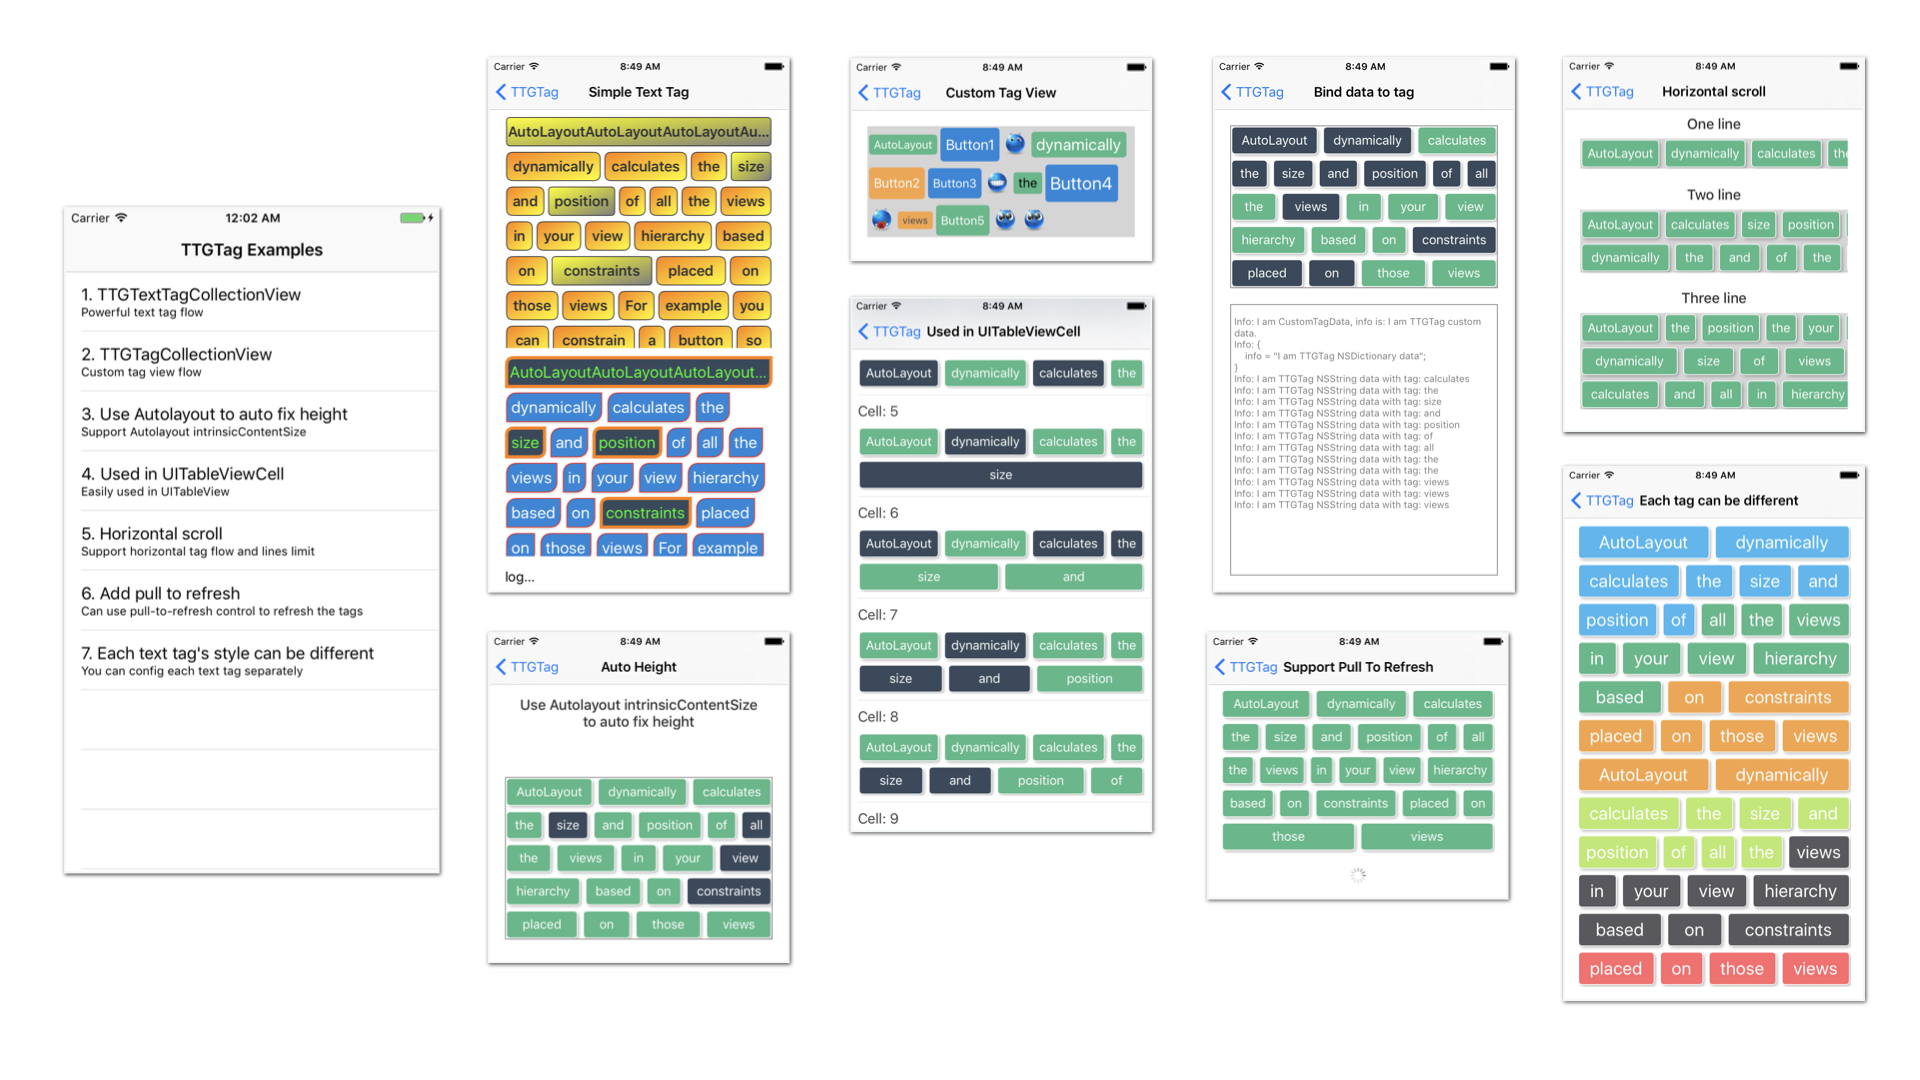 Carrier 12:02 AM
TTGTag Examples
1. TTGTextTagCollectionView
Powerful text tag flow
2. TTGTagCollectionView
Custom tag view flow
3. Use Autolayout to auto fix height
Support Autolayout intrinsicContentSize
4. Used in UITableViewCell
Easily used in UITableView
5. Horizontal scroll
Support horizontal tag flow and lines limit
6. Add pull to refresh
Can use pull-to-refresh control to refresh the tags
7. Each text tag's style can be different
You can config each text tag separately
Carrier 8:49 AM
TTGTag Simple Text Tag
AutoLayoutAutoLayoutAutoLayoutAu...
dynamically calculates the size
and position of all the views
in your view hierarchy based
on constraints placed on
those views For example you
can constrain a button so
AutoLayoutAutoLayoutAutoLayout...
dynamically calculates the
size and position of all the
views in your view hierarchy
based on constraints placed
on those views For example
log...
Carrier 8:49 AM
TTGTag Auto Height
Use Autolayout intrinsicContentSize
to auto fix height
AutoLayout dynamically calculates
the size and position of all
the views in your view
hierarchy based on constraints
placed on those views
Carrier 8:49 AM
TTGTag Custom Tag View
AutoLayout Button1 dynamically
Button2 Button3 the Button4
views Button5
Carrier 8:49 AM
TTGTag Used in UITableViewCell
AutoLayout dynamically calculates the
Cell: 5
AutoLayout dynamically calculates the
size
Cell: 6
AutoLayout dynamically calculates the
size and
Cell: 7
AutoLayout dynamically calculates the
size and position
Cell: 8
AutoLayout dynamically calculates the
size and position of
Cell: 9
Carrier 8:49 AM
TTGTag Bind data to tag
AutoLayout dynamically calculates
the size and position of all
the views in your view
hierarchy based on constraints
placed on those views
Info: I am CustomTagData, info is: I am TTGTag custom
data.
Info: {
info = "I am TTGTag NSDictionary data";
}
Info: I am TTGTag NSString data with tag: calculates
Info: I am TTGTag NSString data with tag: the
Info: I am TTGTag NSString data with tag: size
Info: I am TTGTag NSString data with tag: and
Info: I am TTGTag NSString data with tag: position
Info: I am TTGTag NSString data with tag: of
Info: I am TTGTag NSString data with tag: all
Info: I am TTGTag NSString data with tag: the
Info: I am TTGTag NSString data with tag: the
Info: I am TTGTag NSString data with tag: views
Info: I am TTGTag NSString data with tag: views
Info: I am TTGTag NSString data with tag: views
Carrier 8:49 AM
TTGTag Support Pull To Refresh
AutoLayout dynamically calculates
the size and position of all
the views in your view hierarchy
based on constraints placed on
those views
Carrier 8:49 AM
TTGTag Horizontal scroll
One line
AutoLayout dynamically calculates th
Two line
AutoLayout calculates size position
dynamically the and of the
Three line
AutoLayout the position the your
dynamically size of views
calculates and all in hierarchy
Carrier 8:49 AM
TTGTag Each tag can be different
AutoLayout dynamically
calculates the size and
position of all the views
in your view hierarchy
based on constraints
placed on those views
AutoLayout dynamically
calculates the size and
position of all the views
in your view hierarchy
based on constraints
placed on those views